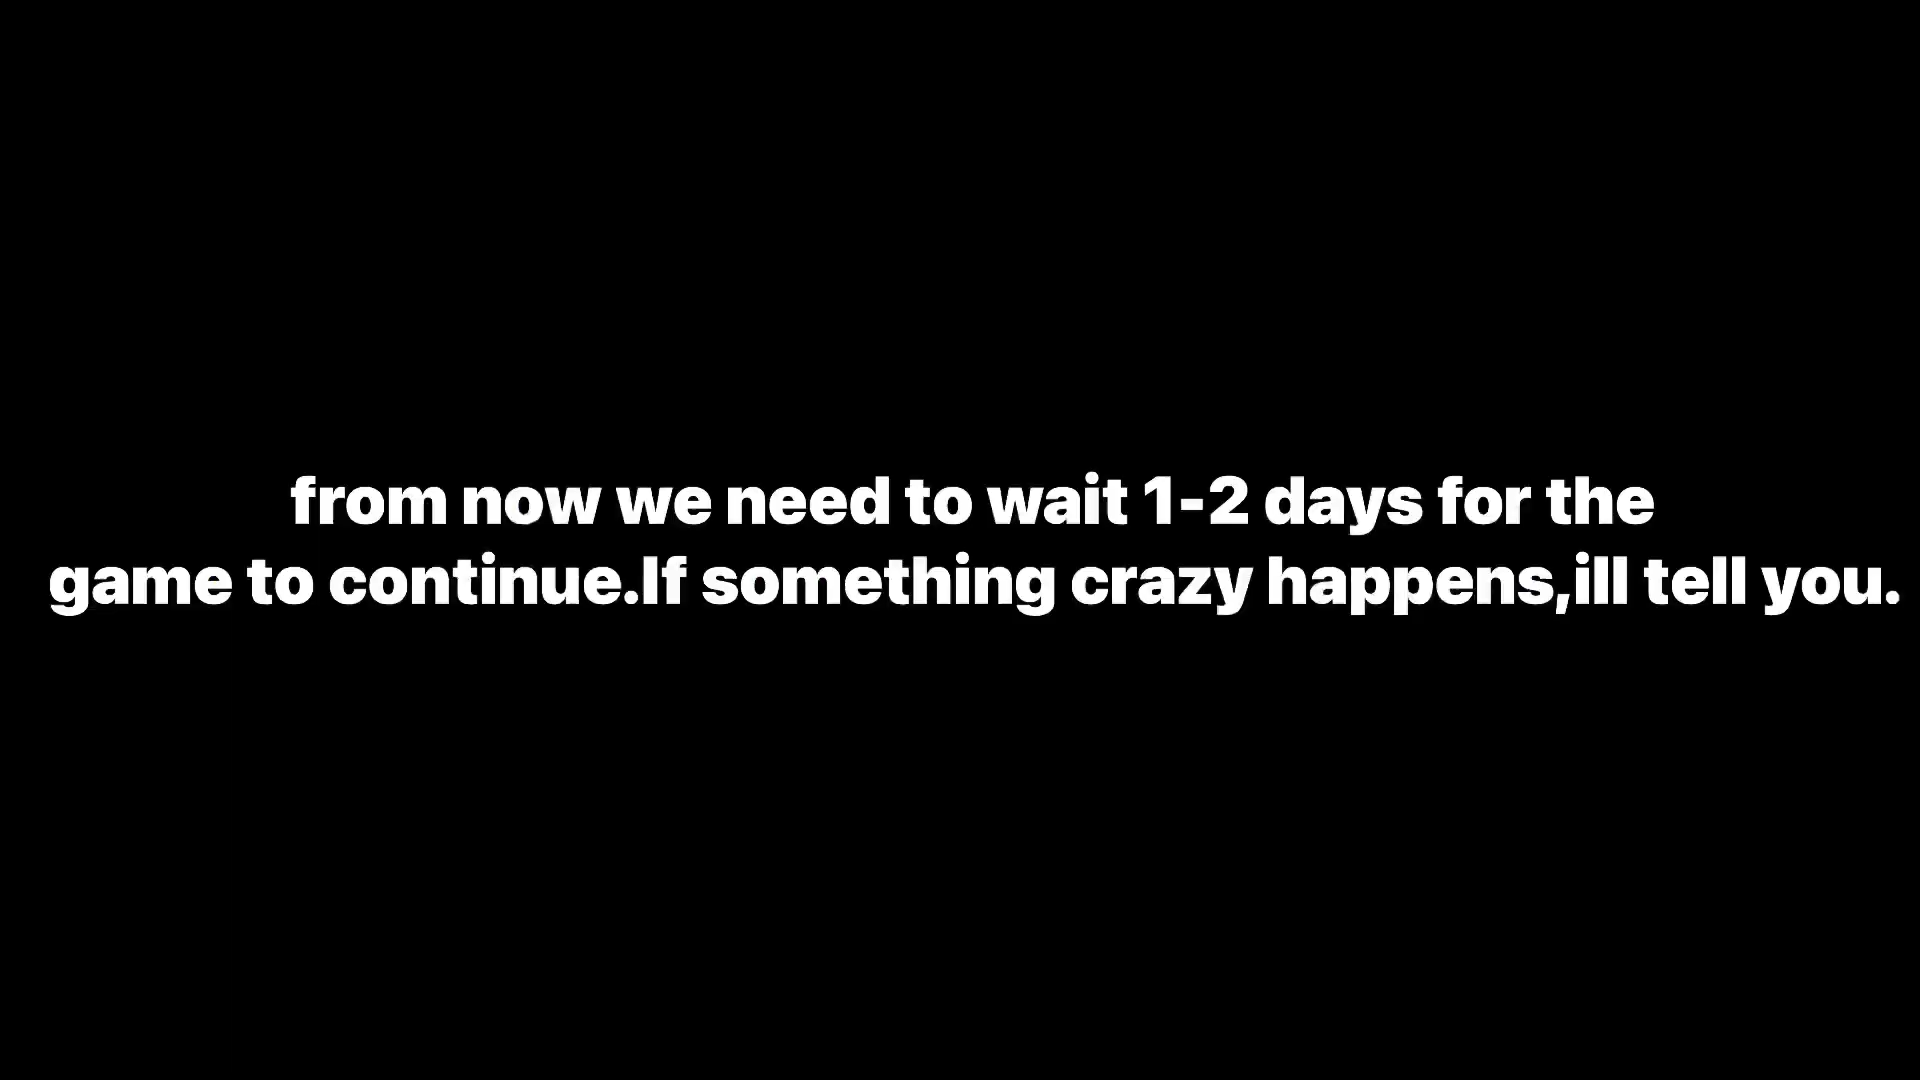 from now we need to wait 1-2 days for the
game to continue.If something crazy happens,ill tell you.